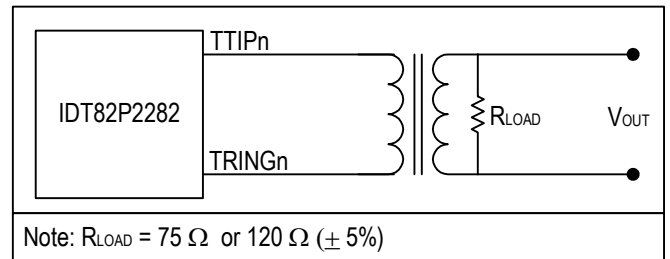 TTIPn
IDT82P2282
RLOAD
VOUT
TRINGn
Note: RLOAD = 75 Ω or 120 Ω (± 5%)